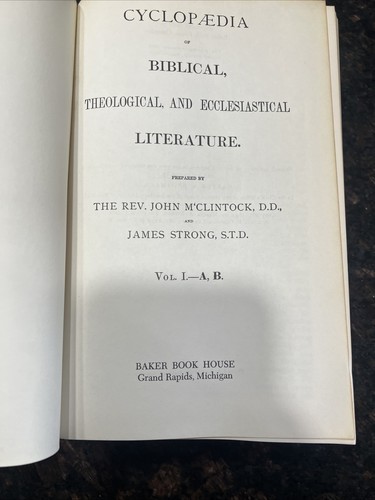 CYCLOPÆDIA
OF
BIBLICAL,
THEOLOGICAL, AND ECCLESIASTICAL
LITERATURE.
PREPARED BY
THE REV. JOHN M'CLINTOCK, D.D.,
AND
JAMES STRONG, S.T.D.
VOL. I.—A, B.
BAKER BOOK HOUSE
Grand Rapids, Michigan